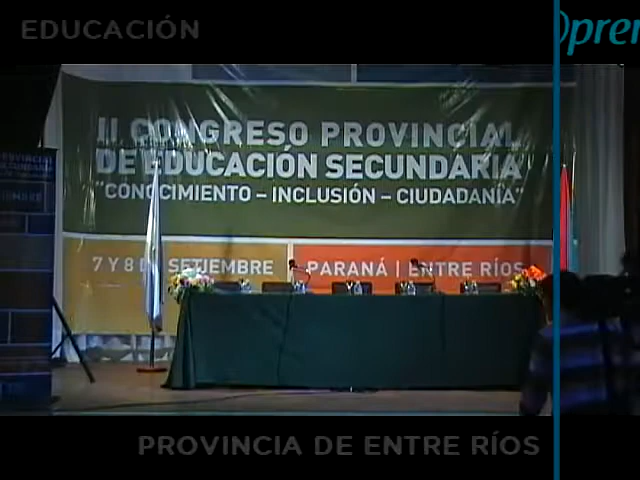 EDUCACIÓN
II CONGRESO PROVINCIAL
DE EDUCACIÓN SECUNDARIA
"CONOCIMIENTO – INCLUSIÓN – CIUDADANÍA"
7 Y 8 DE SETIEMBRE
PARANÁ | ENTRE RÍOS
PROVINCIA DE ENTRE RÍOS